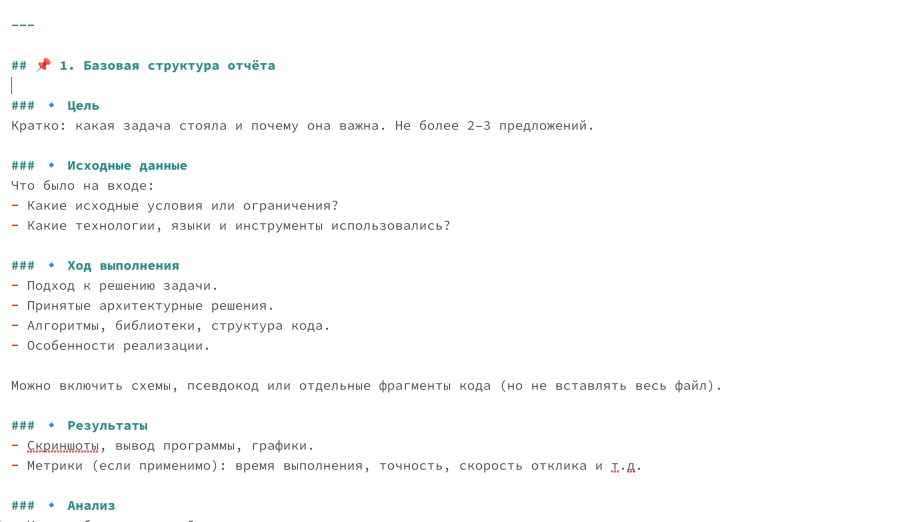 ---
## 📌 1. Базовая структура отчёта
### 🔹 Цель
Кратко: какая задача стояла и почему она важна. Не более 2–3 предложений.
### 🔹 Исходные данные
Что было на входе:
- Какие исходные условия или ограничения?
- Какие технологии, языки и инструменты использовались?
### 🔹 Ход выполнения
- Подход к решению задачи.
- Принятые архитектурные решения.
- Алгоритмы, библиотеки, структура кода.
- Особенности реализации.
Можно включить схемы, псевдокод или отдельные фрагменты кода (но не вставлять весь файл).
### 🔹 Результаты
- Скриншоты, вывод программы, графики.
- Метрики (если применимо): время выполнения, точность, скорость отклика и т.д.
### 🔹 Анализ